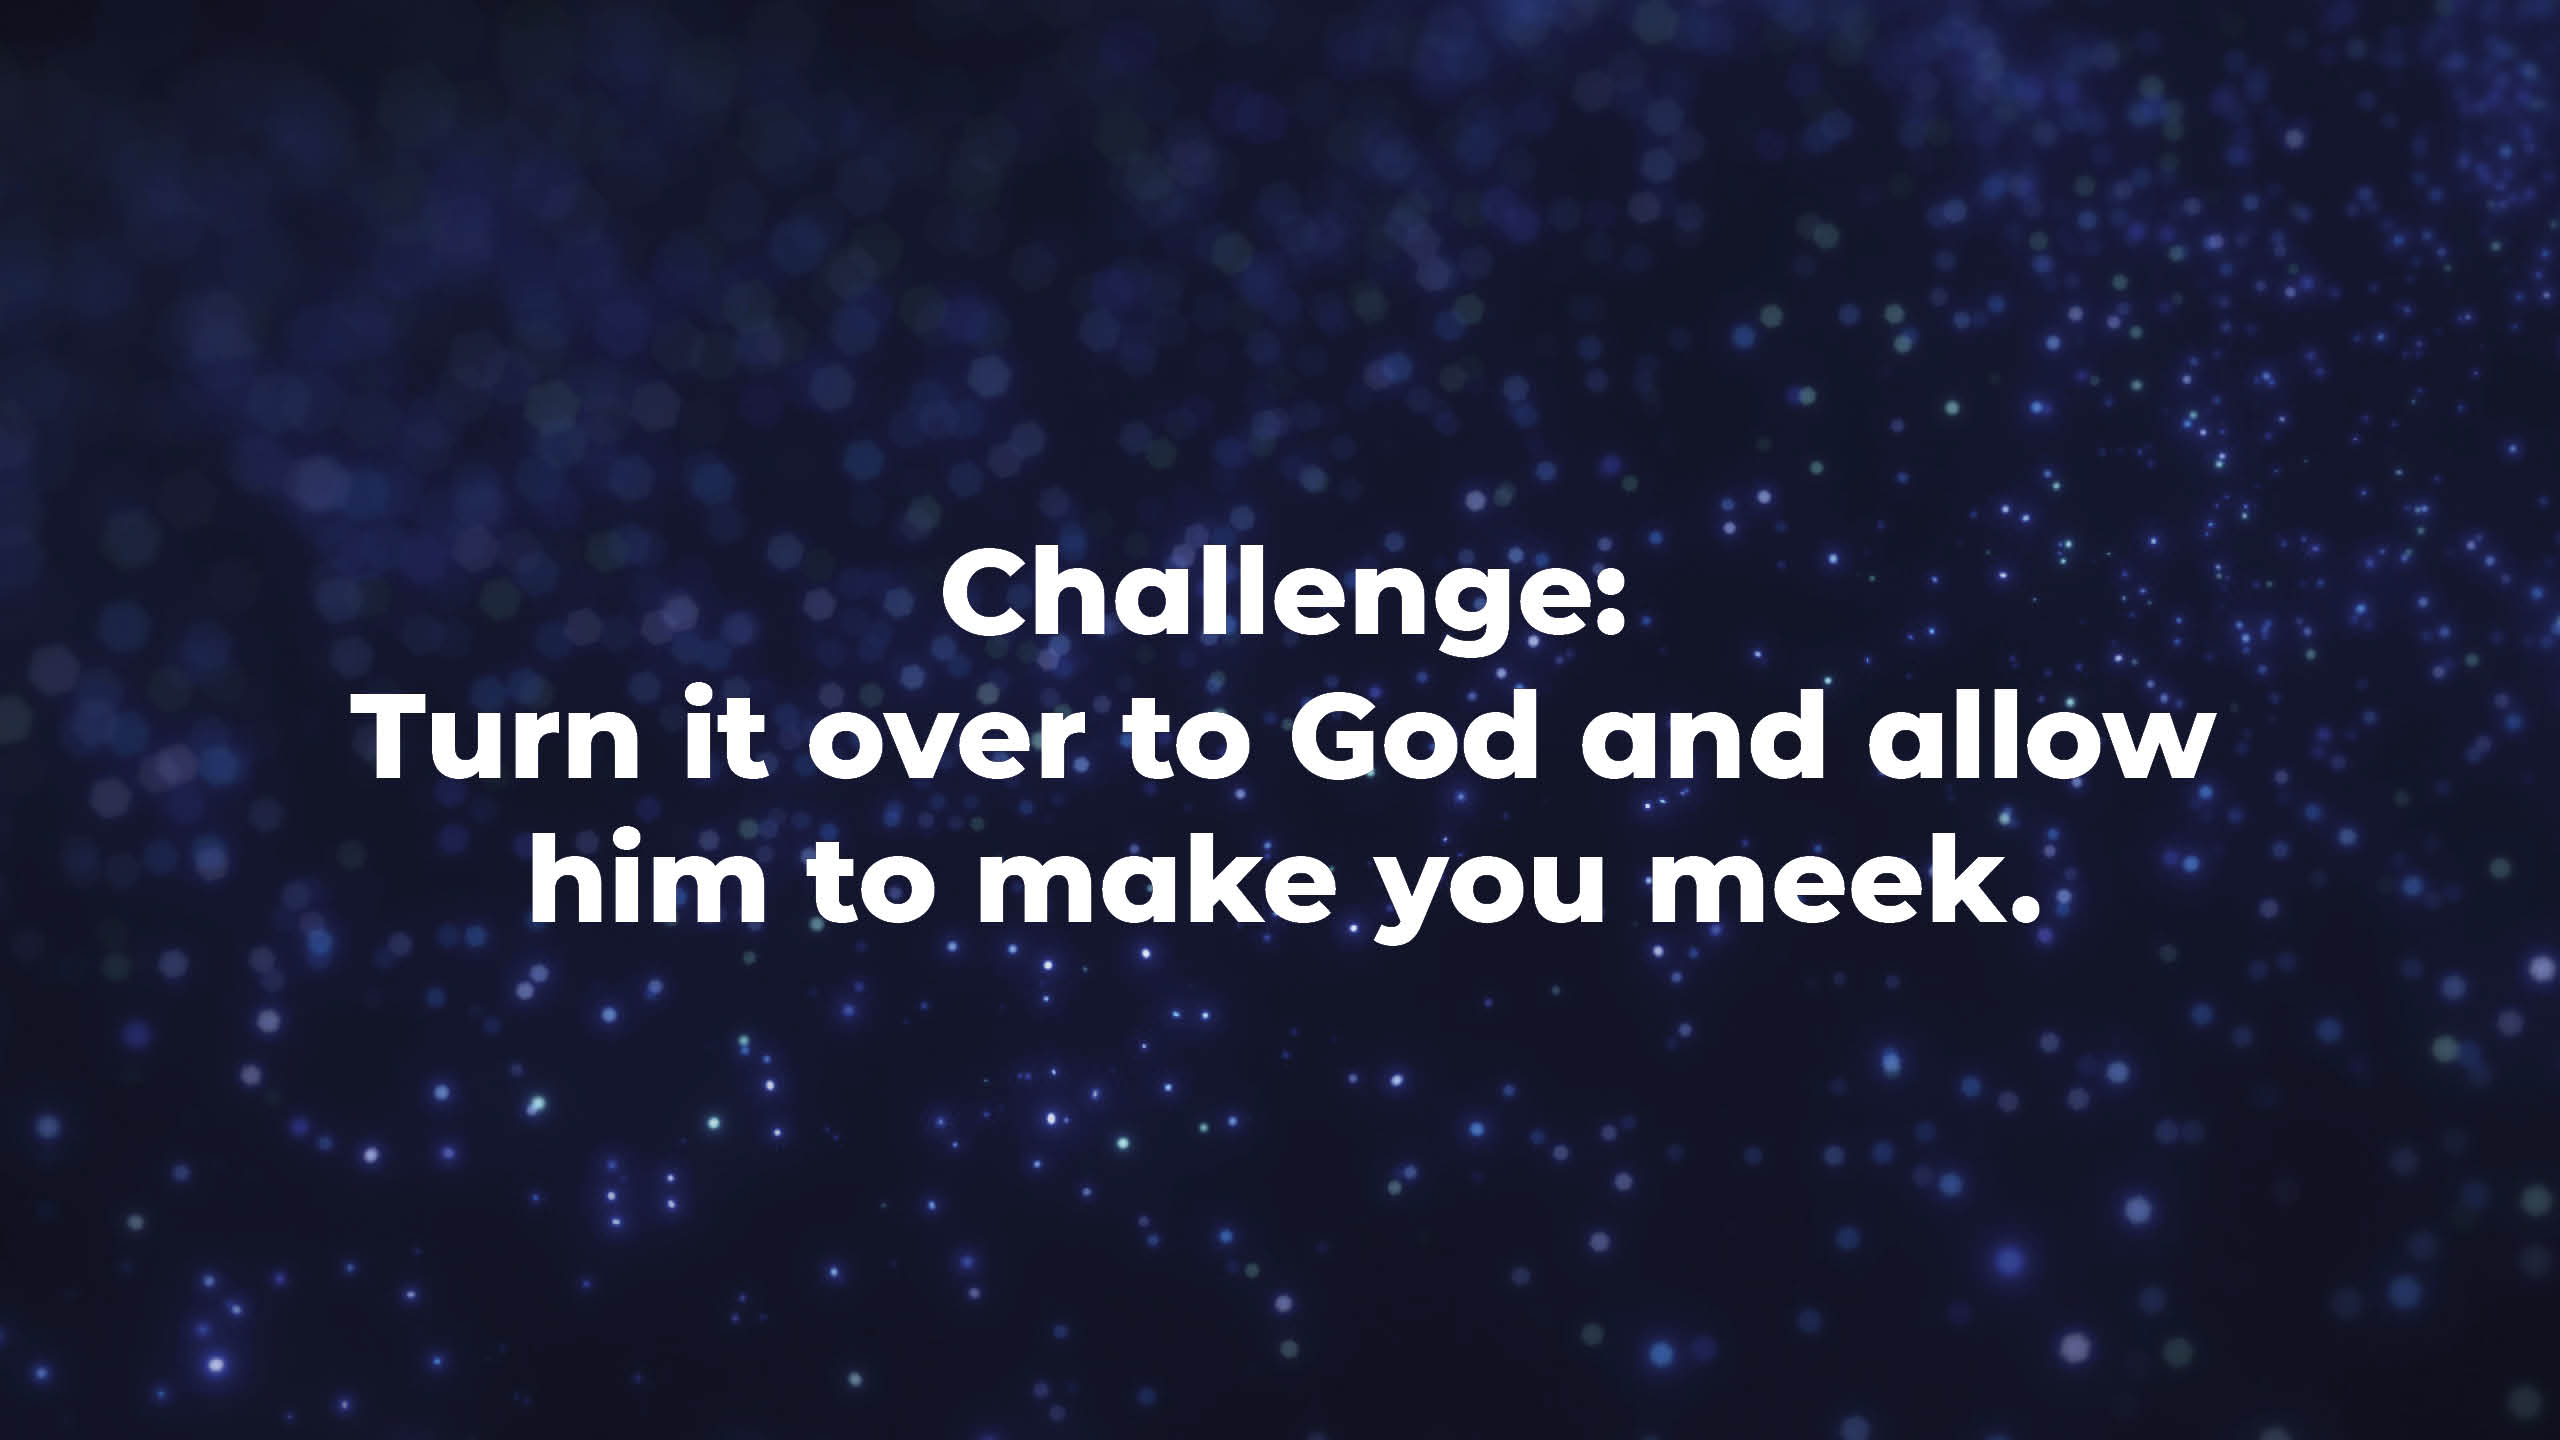 Challenge:
Turn it over to God and allow
him to make you meek.